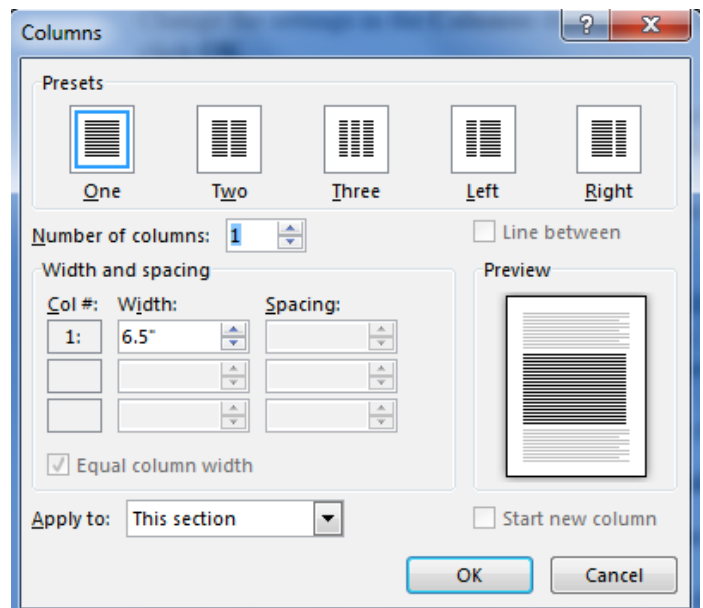 Columns
Presets
One Two Three Left Right
Number of columns: 1 Line between
Width and spacing Preview
Col #: Width: Spacing:
1: 6.5"
Equal column width
Apply to: This section Start new column
OK Cancel